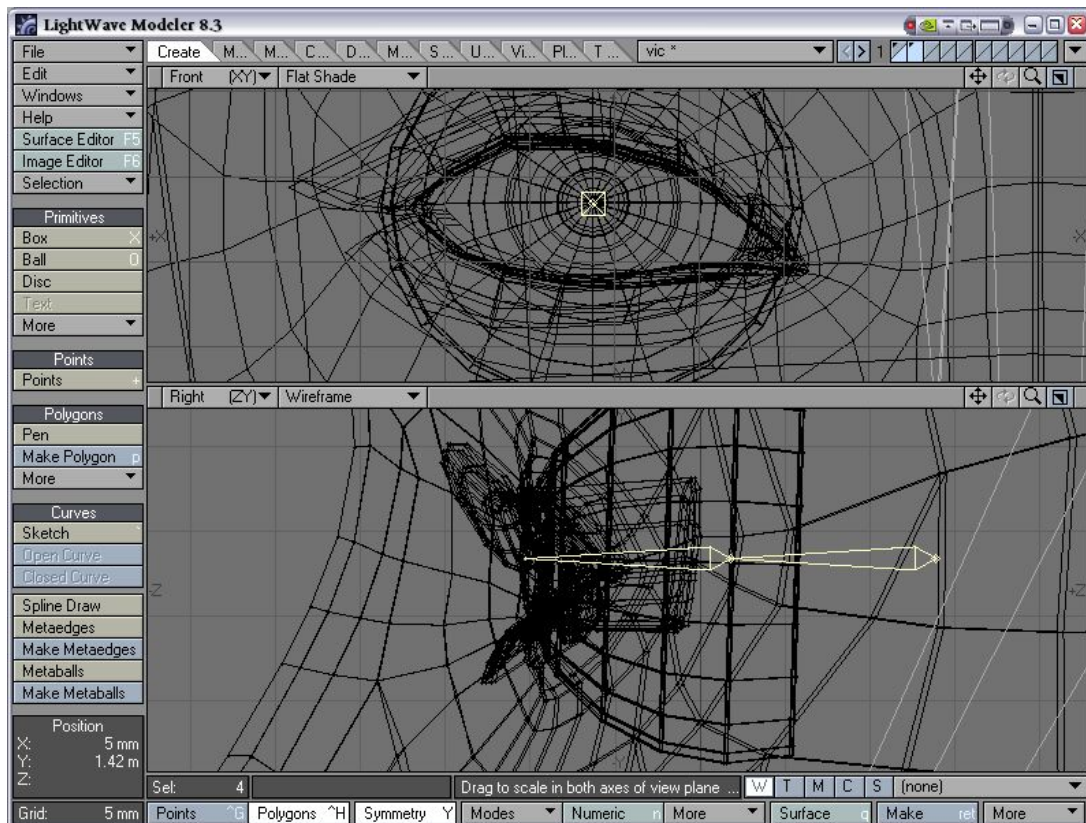 LightWave Modeler 8.3
File
Create M... M... C... D... M... S... U... Vi... Pl... T ... vic * 1
Edit
Front (XY) Flat Shade
Windows
Help
Surface Editor F5
Image Editor F6
Selection
Primitives
Box X
+X -X
Ball O
Disc
Text
More
Points
-Y
Points +
Right (ZY) Wireframe
Polygons
Pen
Make Polygon p
More
Curves
Sketch `
Open Curve
Closed Curve
-Z +Z
Spline Draw
Metaedges
Make Metaedges
Metaballs
Make Metaballs
Position
X: 5 mm
Y: 1.42 m
-Y
Z:
Sel: 4 Drag to scale in both axes of view plane ... W T M C S (none)
Grid: 5 mm Points ^G Polygons ^H Symmetry Y Modes Numeric n More Surface q Make ret More